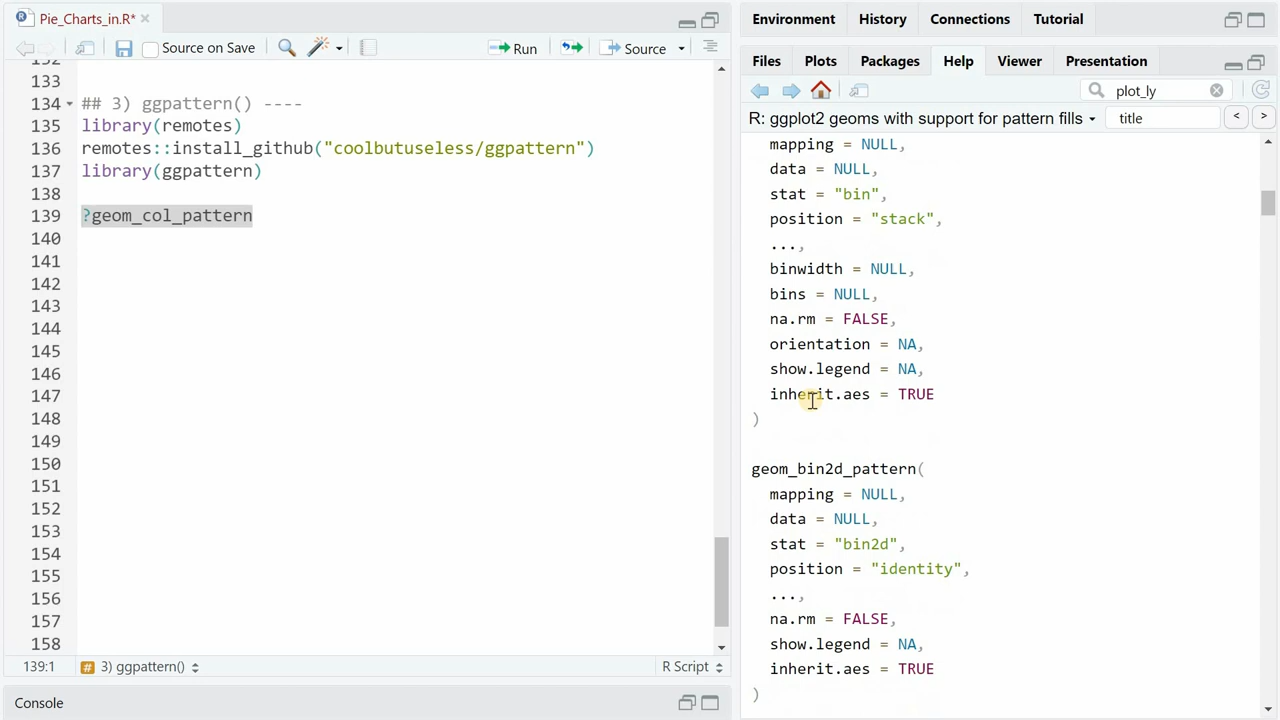 Pie_Charts_in.R*
Source on Save
Run
Source
132
133
134 ## 3) ggpattern() ----
135 library(remotes)
136 remotes::install_github("coolbutuseless/ggpattern")
137 library(ggpattern)
138
139 ?geom_col_pattern
140
141
142
143
144
145
146
147
148
149
150
151
152
153
154
155
156
157
158
139:1 # 3) ggpattern() R Script
Console
Environment History Connections Tutorial
Files Plots Packages Help Viewer Presentation
plot_ly
R: ggplot2 geoms with support for pattern fills title < >
mapping = NULL,
data = NULL,
stat = "bin",
position = "stack",
...,
binwidth = NULL,
bins = NULL,
na.rm = FALSE,
orientation = NA,
show.legend = NA,
inherit.aes = TRUE
)
geom_bin2d_pattern(
mapping = NULL,
data = NULL,
stat = "bin2d",
position = "identity",
...,
na.rm = FALSE,
show.legend = NA,
inherit.aes = TRUE
)